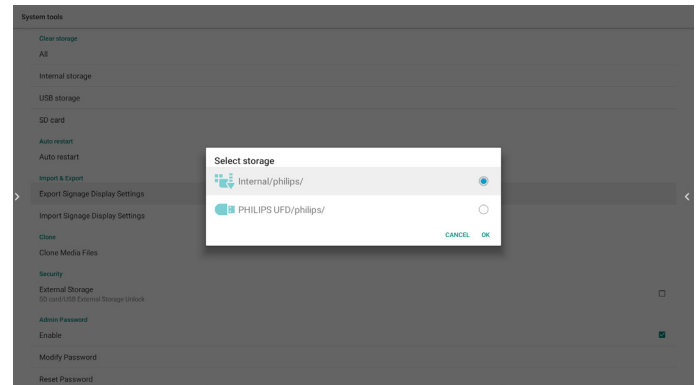 System tools
Clear storage
All
Internal storage
USB storage
SD card
Auto restart
Auto restart
Import & Export
Export Signage Display Settings
Import Signage Display Settings
Clone
Clone Media Files
Security
External Storage
SD card/USB External Storage Unlock
Admin Password
Enable
Modify Password
Reset Password
Select storage
Internal/philips/
PHILIPS UFD/philips/
CANCEL OK